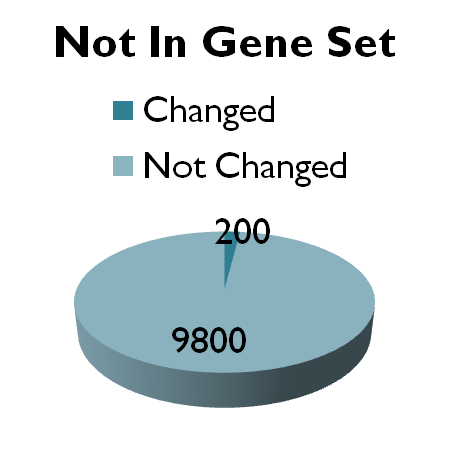 Not In Gene Set
Changed
Not Changed
200
9800